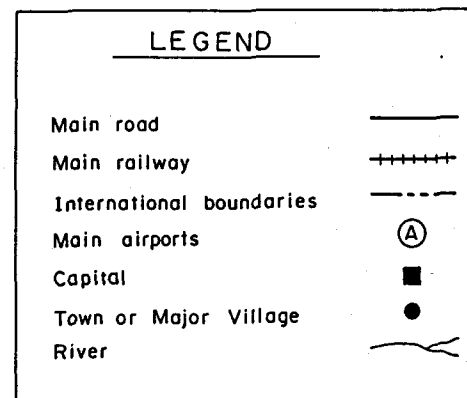 LEGEND
Main road
Main railway
International boundaries
Main airports A
Capital
Town or Major Village
River